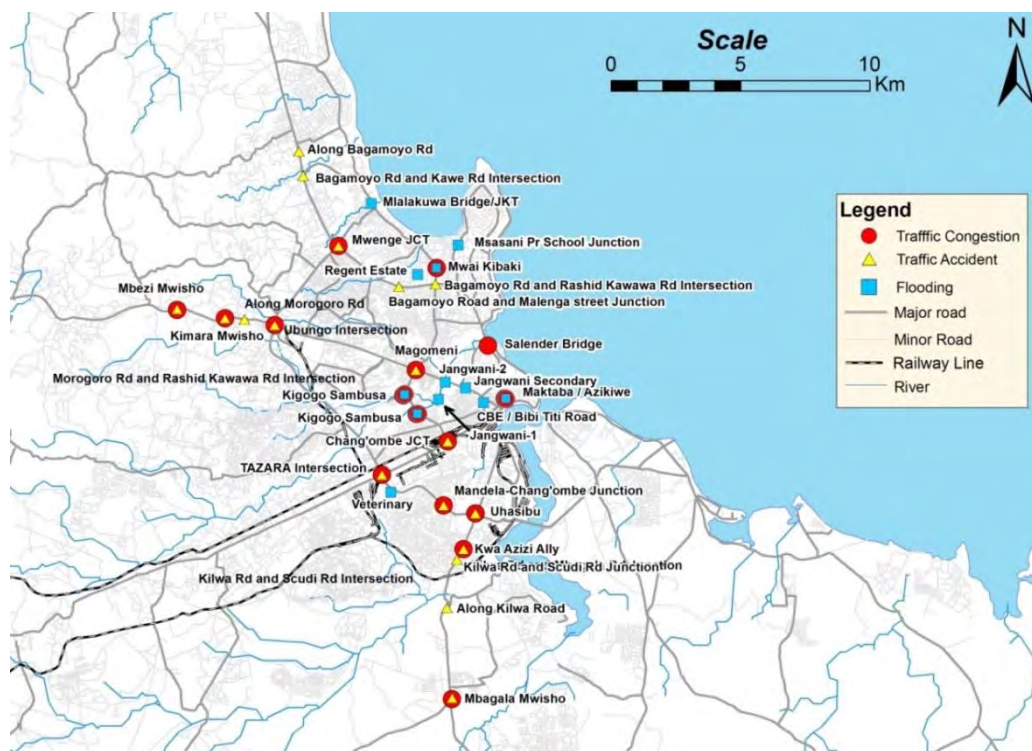 Scale
N
0 5 10
Km
Along Bagamoyo Rd
Bagamoyo Rd and Kawe Rd Intersection
Mlalakuwa Bridge/JKT
Legend
Trafffic Congestion
Traffic Accident
Flooding
Major road
Minor Road
Railway Line
River
Mwenge JCT
Msasani Pr School Junction
Regent Estate
Mwai Kibaki
Mbezi Mwisho
Bagamoyo Rd and Rashid Kawawa Rd Intersection
Along Morogoro Rd
Bagamoyo Road and Malenga street Junction
Kimara Mwisho
Ubungo Intersection
Salender Bridge
Magomeni
Jangwani-2
Morogoro Rd and Rashid Kawawa Rd Intersection
Jangwani Secondary
Kigogo Sambusa
Maktaba / Azikiwe
Kigogo Sambusa
CBE / Bibi Titi Road
Chang'ombe JCT
Jangwani-1
TAZARA Intersection
Mandela-Chang'ombe Junction
Veterinary
Uhasibu
Kwa Azizi Ally
Kilwa Rd and Scudi Rd Junction
Kilwa Rd and Scudi Rd Intersection
Along Kilwa Road
Mbagala Mwisho